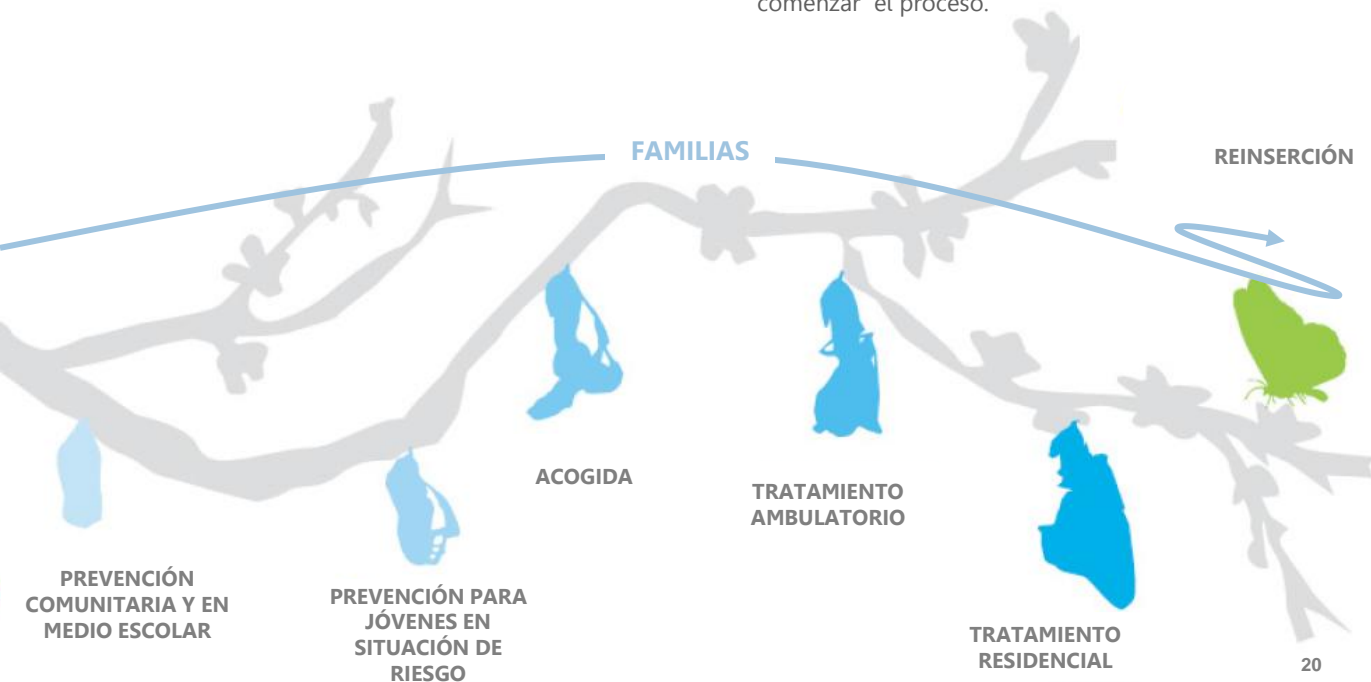 comenzar el proceso.
FAMILIAS
REINSERCIÓN
ACOGIDA
TRATAMIENTO
AMBULATORIO
PREVENCIÓN
COMUNITARIA Y EN
MEDIO ESCOLAR
PREVENCIÓN PARA
JÓVENES EN
SITUACIÓN DE
RIESGO
TRATAMIENTO
RESIDENCIAL
20